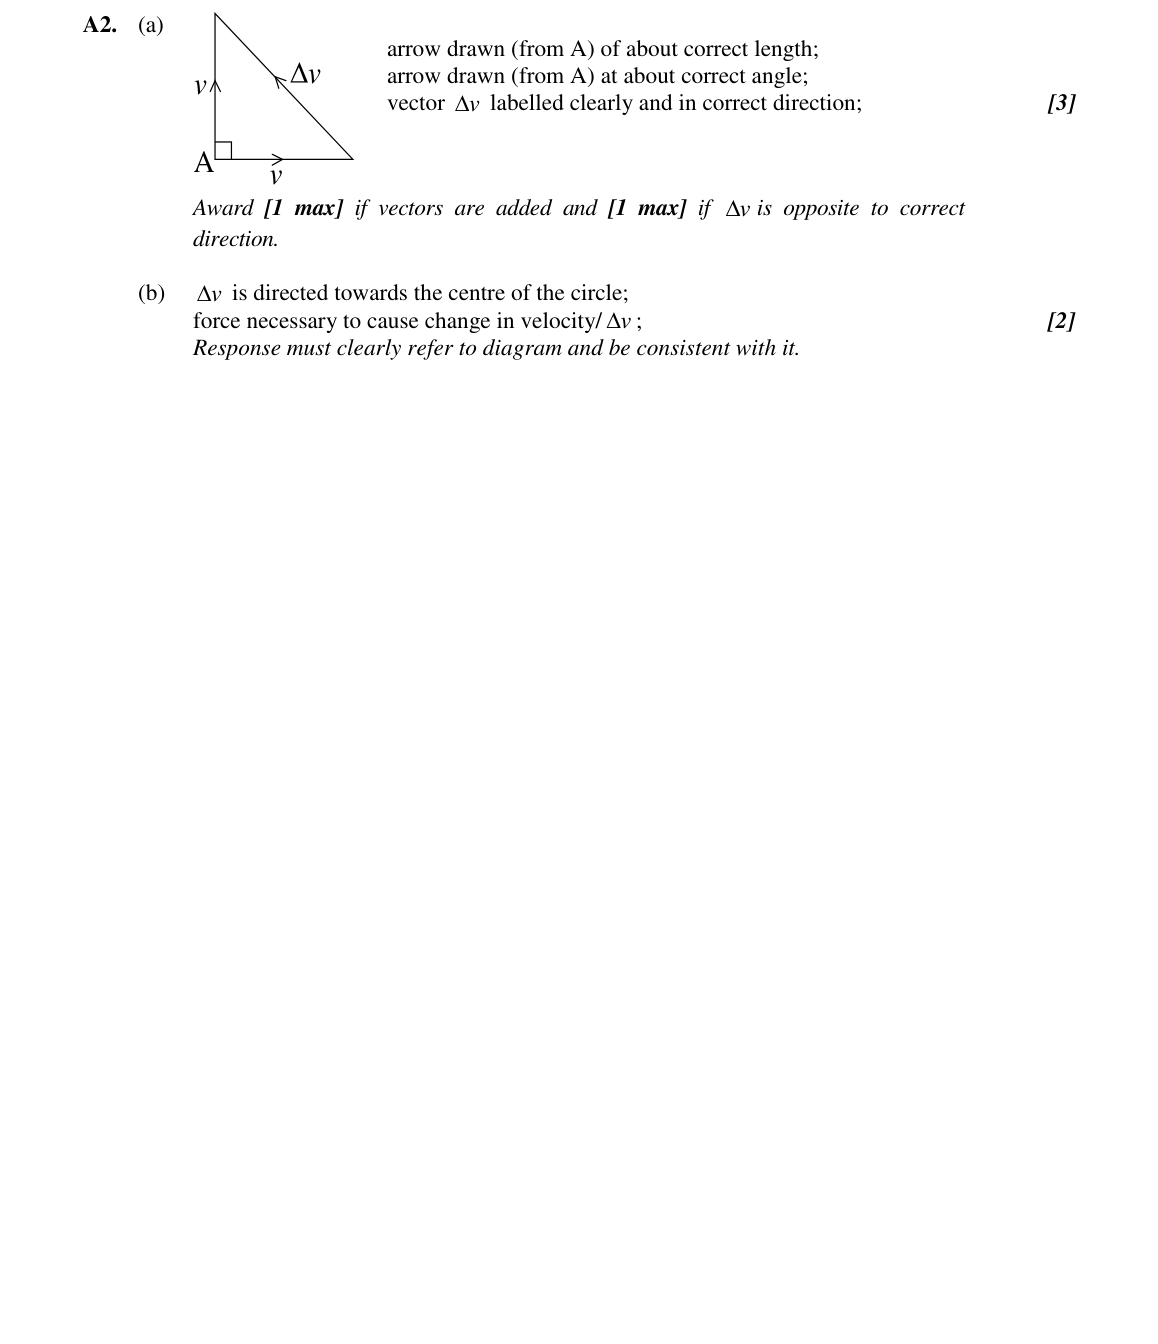 A2. (a)
arrow drawn (from A) of about correct length;
Δv
arrow drawn (from A) at about correct angle;
v
vector Δv labelled clearly and in correct direction; [3]
A
v
Award [1 max] if vectors are added and [1 max] if Δv is opposite to correct
direction.
(b) Δv is directed towards the centre of the circle;
force necessary to cause change in velocity/ Δv ; [2]
Response must clearly refer to diagram and be consistent with it.